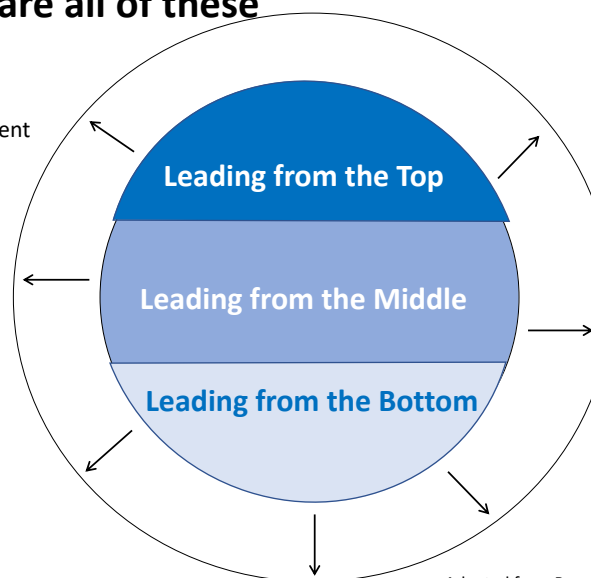 are all of these
ent
Leading from the Top
Leading from the Middle
Leading from the Bottom